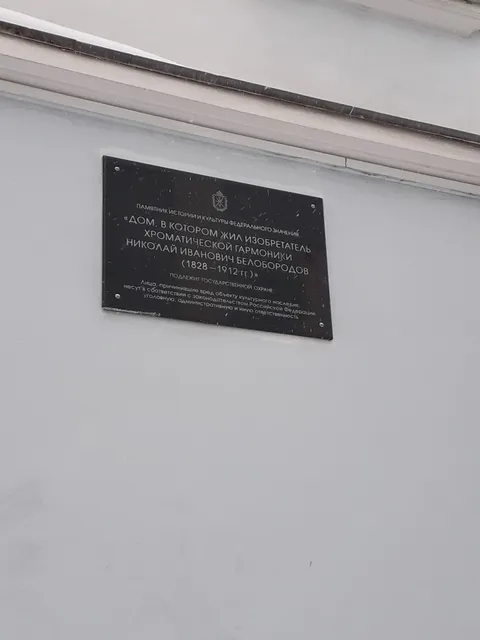 ПАМЯТНИК ИСТОРИИ И КУЛЬТУРЫ ФЕДЕРАЛЬНОГО ЗНАЧЕНИЯ
«ДОМ, В КОТОРОМ ЖИЛ ИЗОБРЕТАТЕЛЬ
ХРОМАТИЧЕСКОЙ ГАРМОНИКИ
НИКОЛАЙ ИВАНОВИЧ БЕЛОБОРОДОВ
(1828 – 1912 ГГ.)»
ПОДЛЕЖИТ ГОСУДАРСТВЕННОЙ ОХРАНЕ
Лица, причинившие вред объекту культурного наследия,
несут в соответствии с законодательством Российской Федерации
уголовную, административную и иную ответственность